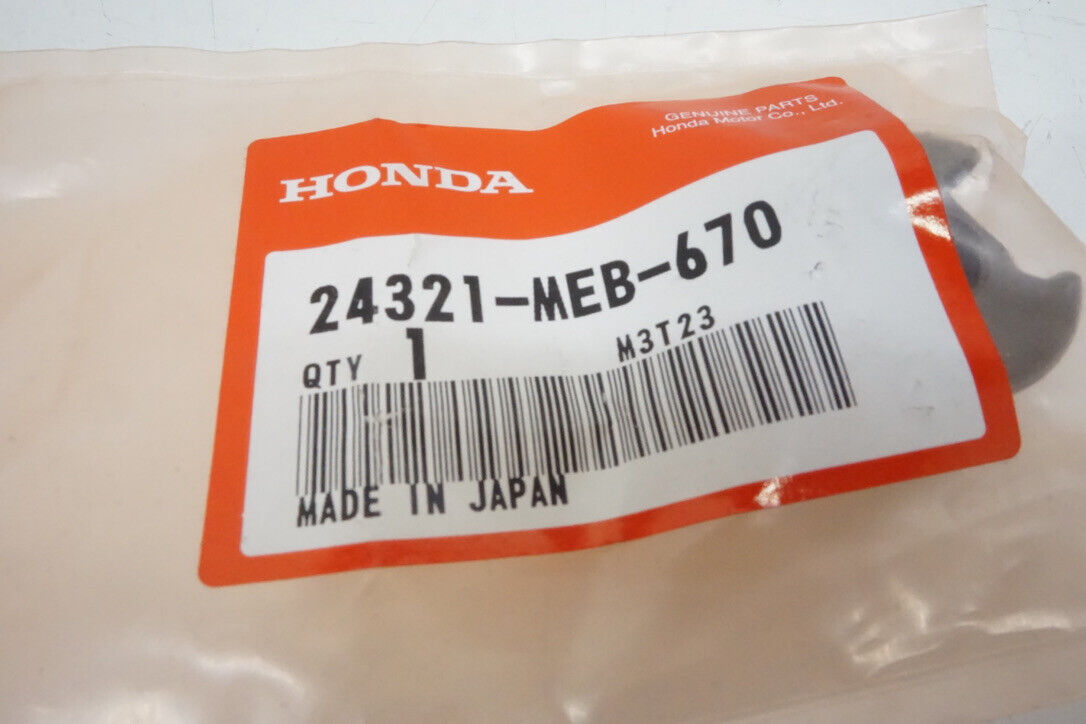 GENUINE PARTS
Honda Motor Co., Ltd.
HONDA
24321-MEB-670
QTY 1 M3T23
MADE IN JAPAN